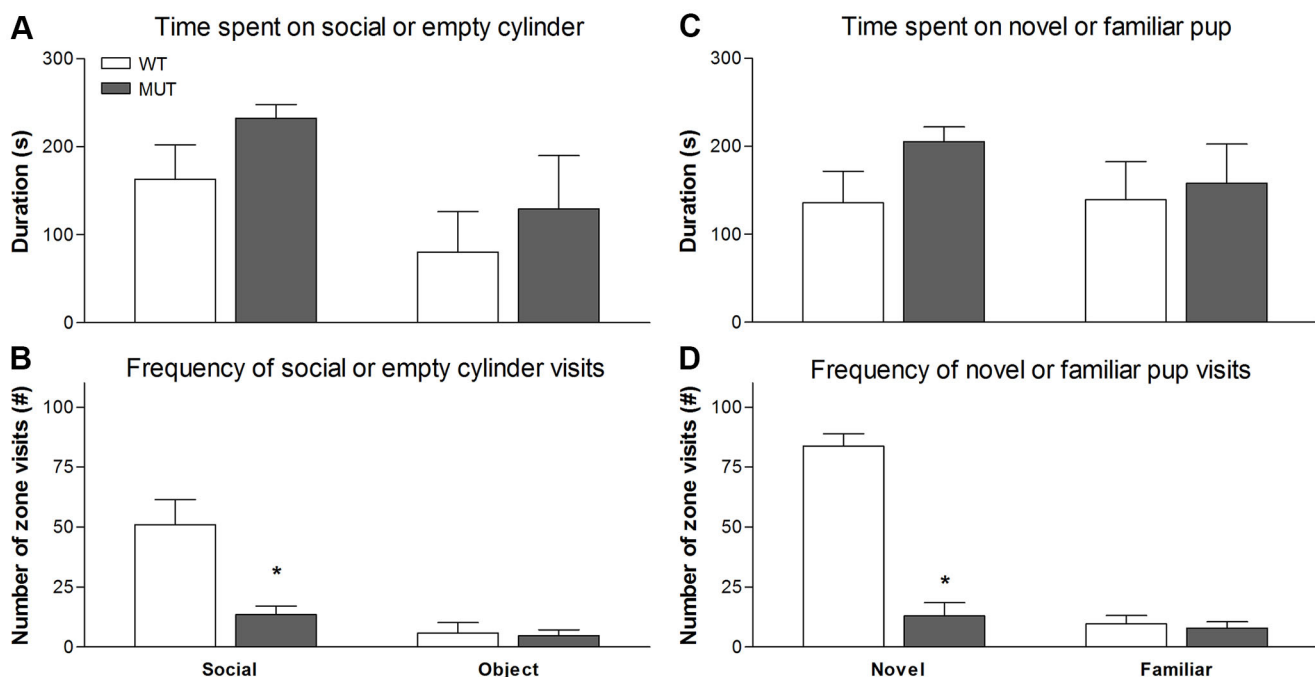 A
Time spent on social or empty cylinder
300
200
100
0
Duration (s)
WT
MUT
B
Frequency of social or empty cylinder visits
100
75
50
25
0
Number of zone visits (#)
*
Social
Object
C
Time spent on novel or familiar pup
300
200
100
0
Duration (s)
D
Frequency of novel or familiar pup visits
100
75
50
25
0
Number of zone visits (#)
*
Novel
Familiar